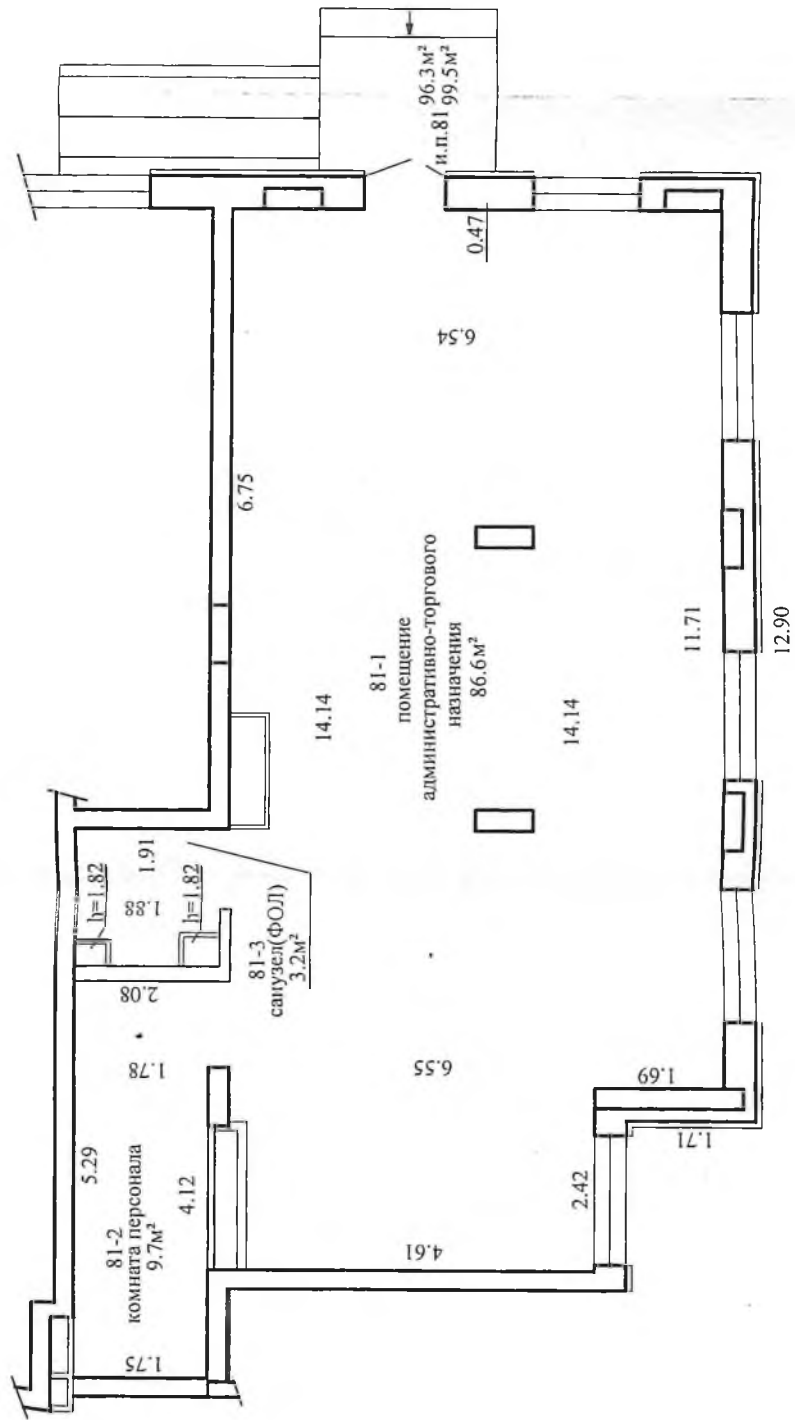 и.п.81 96.3м²
99.5м²
0.47
6.54
6.75
14.14
81-1
помещение
административно-торгового
назначения
86.6м²
14.14
11.71
12.90
h=1.82
1.91
1.88
h=1.82
81-3
санузел(ФОЛ)
3.2м²
2.08
1.78
6.55
1.69
1.71
5.29
4.12
2.42
81-2
комната персонала
9.7м²
4.61
1.75